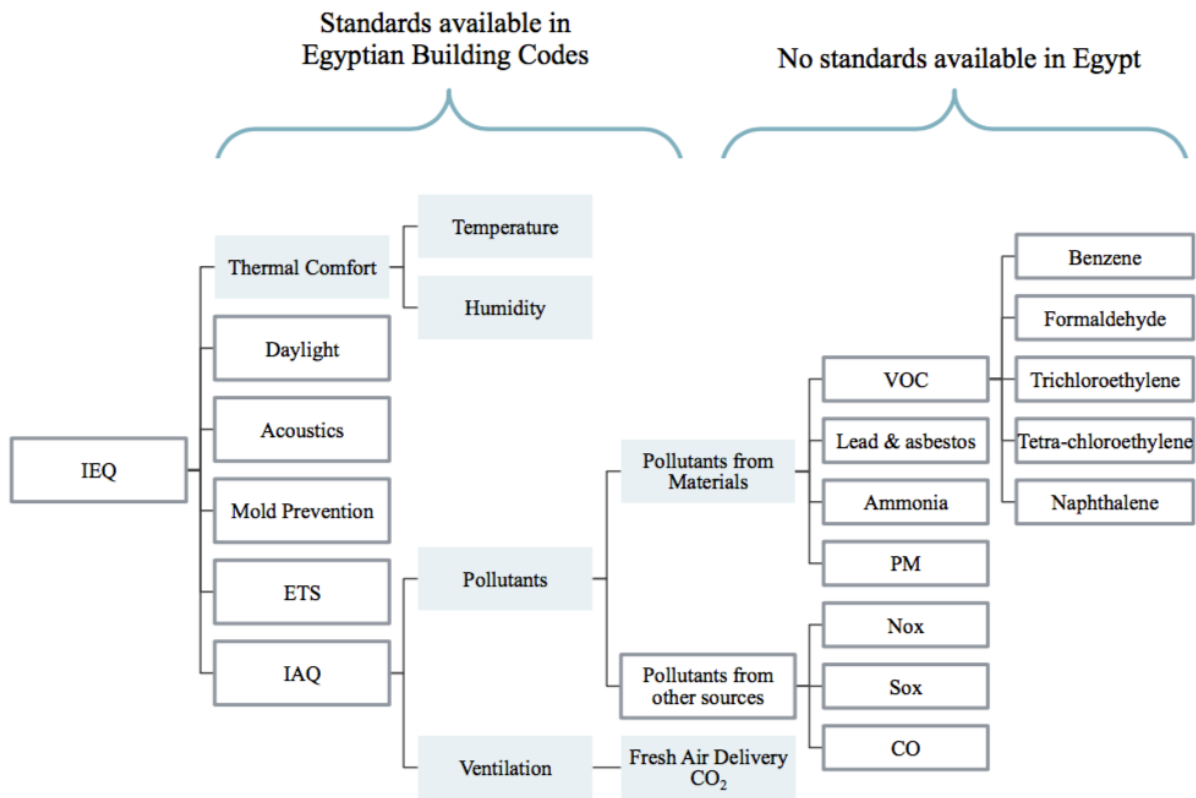 Standards available in
Egyptian Building Codes
No standards available in Egypt
IEQ
Thermal Comfort
Daylight
Acoustics
Mold Prevention
ETS
IAQ
Temperature
Humidity
Pollutants
Ventilation
Pollutants from
Materials
Pollutants from
other sources
Fresh Air Delivery
CO₂
VOC
Lead & asbestos
Ammonia
PM
Nox
Sox
CO
Benzene
Formaldehyde
Trichloroethylene
Tetra-chloroethylene
Naphthalene